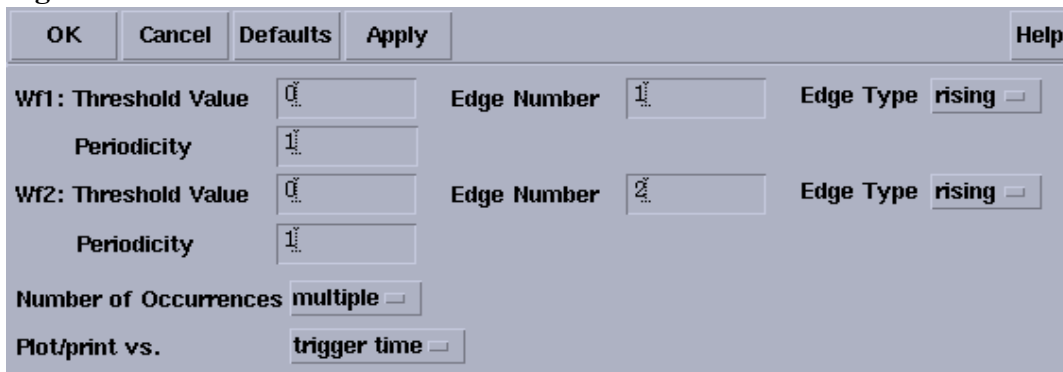 OK Cancel Defaults Apply Help
Wf1: Threshold Value 0 Edge Number 1 Edge Type rising
Periodicity 1
Wf2: Threshold Value 0 Edge Number 2 Edge Type rising
Periodicity 1
Number of Occurrences multiple
Plot/print vs. trigger time